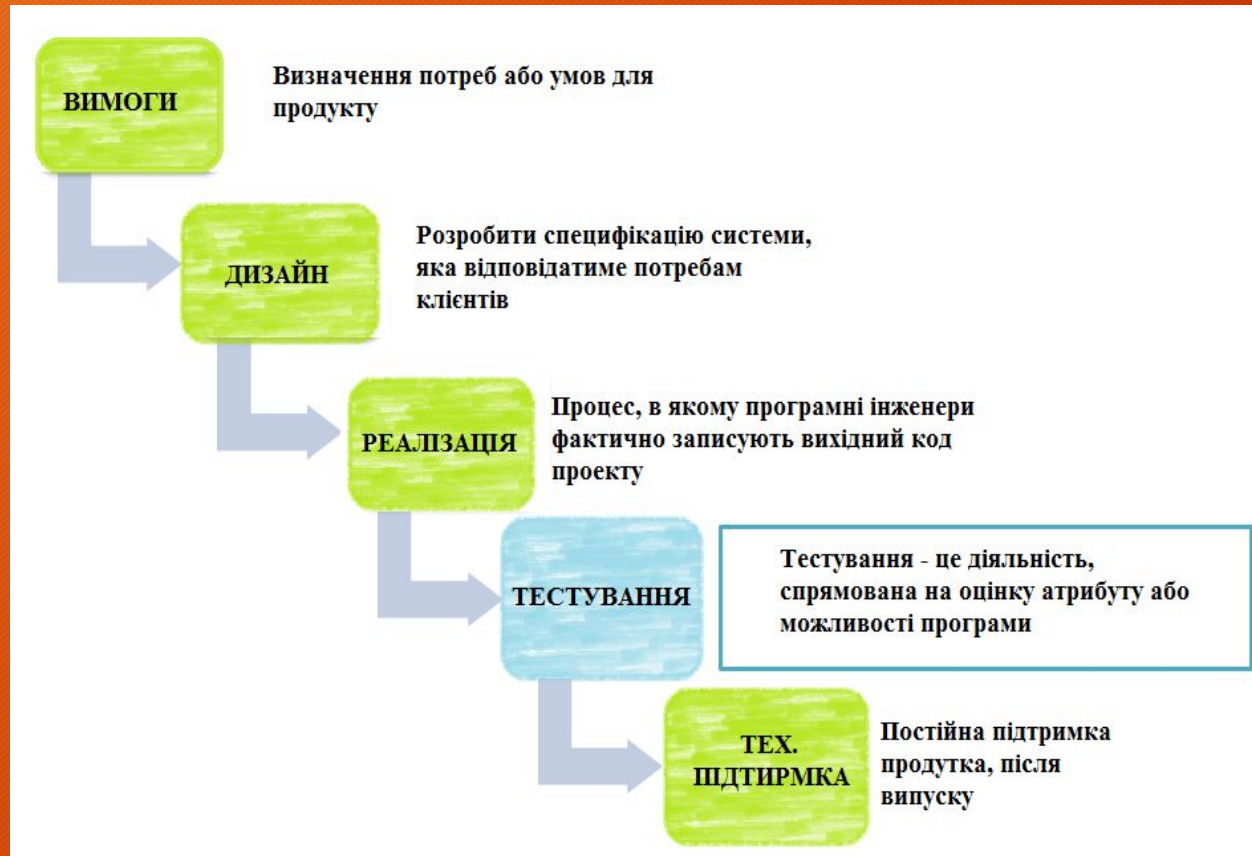 ВИМОГИ
Визначення потреб або умов для
продукту
ДИЗАЙН
Розробити специфікацію системи,
яка відповідатиме потребам
клієнтів
РЕАЛІЗАЦІЯ
Процес, в якому програмні інженери
фактично записують вихідний код
проекту
ТЕСТУВАННЯ
Тестування - це діяльність,
спрямована на оцінку атрибуту або
можливості програми
ТЕХ.
ПІДТИРМКА
Постійна підтримка
продутка, після
випуску